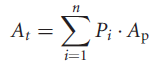 $A_t = \sum_{i=1}^{n} P_i \cdot A_p$